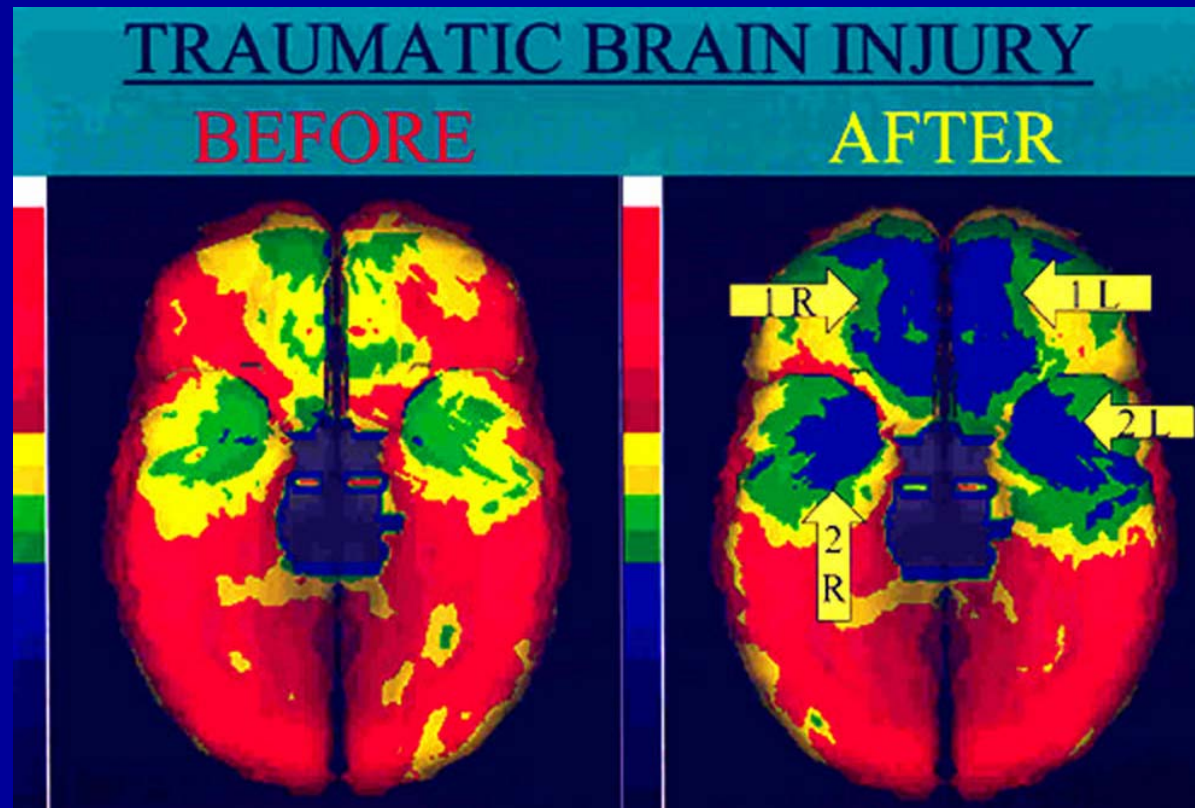 TRAUMATIC BRAIN INJURY
BEFORE
AFTER
1 R
1 L
2 L
2
R